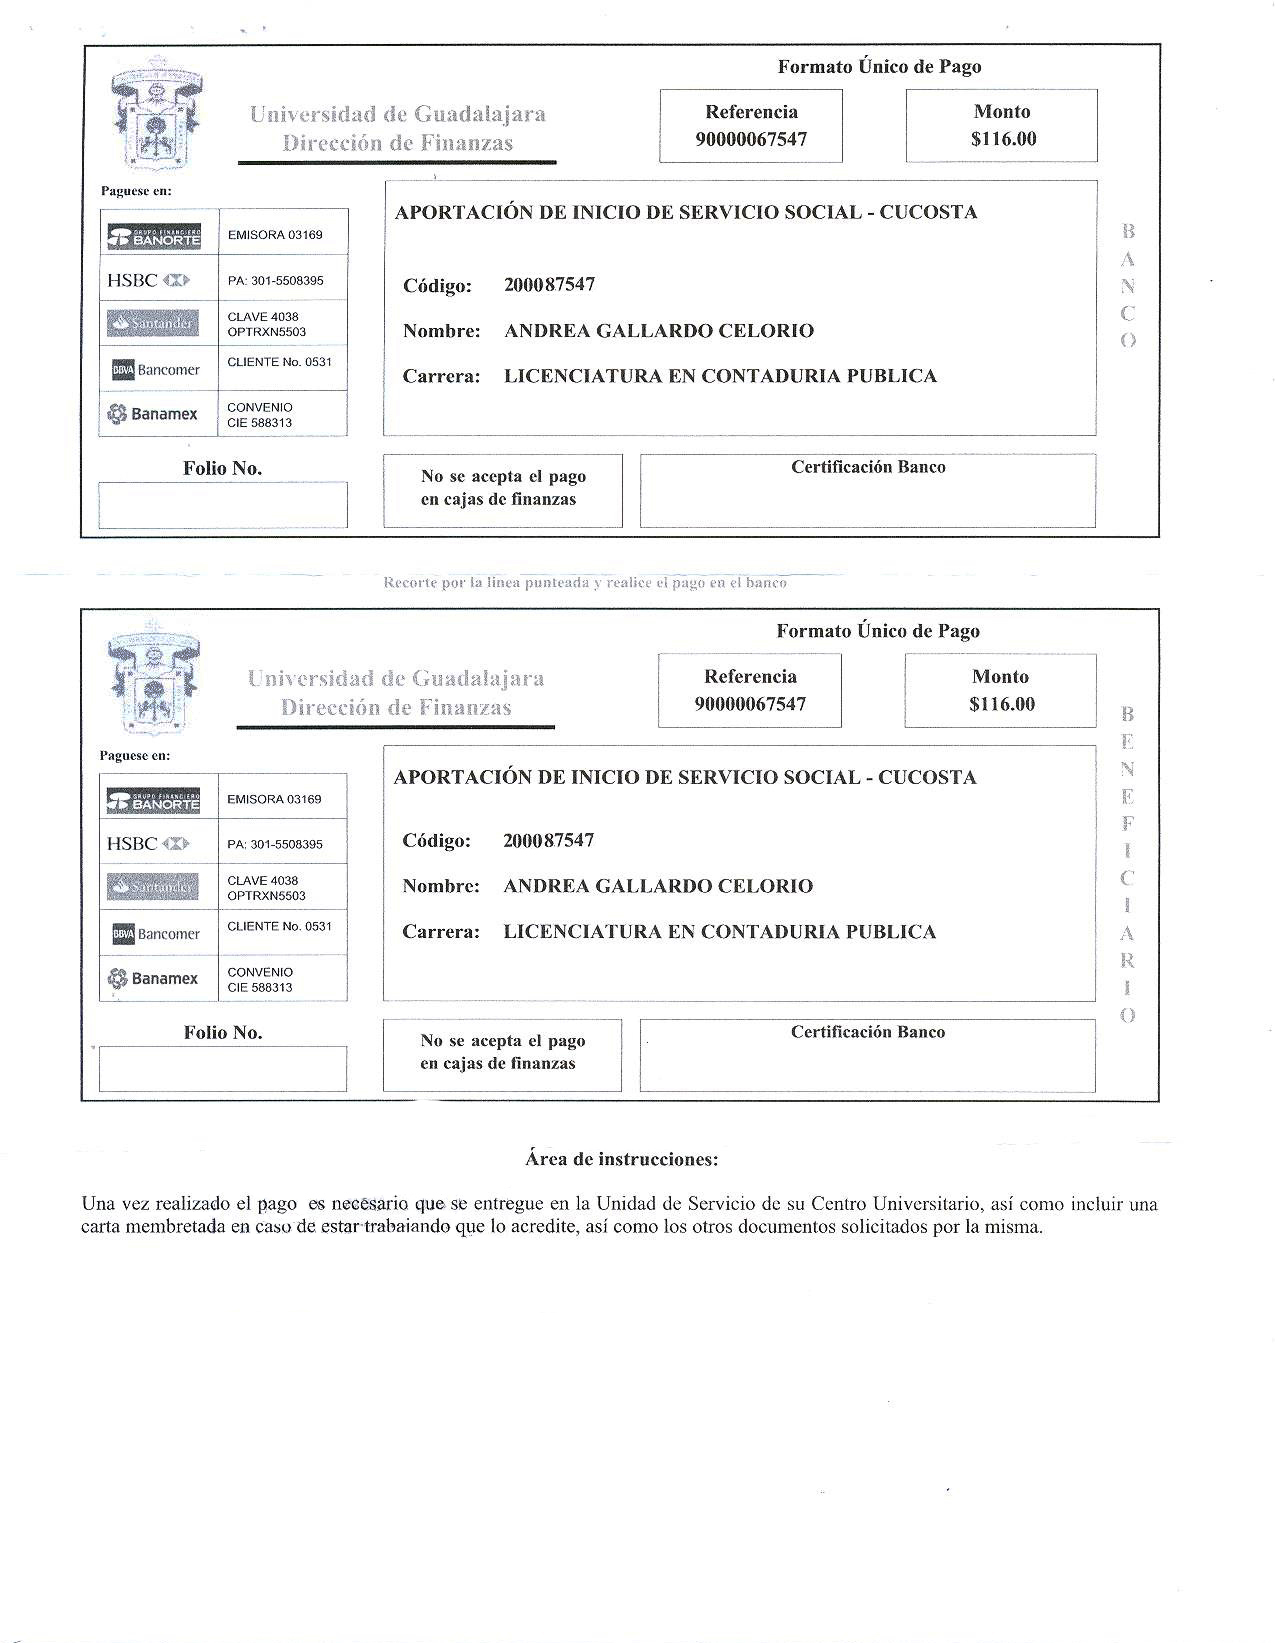 Formato Único de Pago
Universidad de Guadalajara
Dirección de Finanzas
Referencia
90000067547
Monto
$116.00
Paguese en:
GRUPO FINANCIERO
BANORTE
EMISORA 03169
HSBC
PA: 301-5508395
Santander
CLAVE 4038
OPTRXN5503
BBVA Bancomer
CLIENTE No. 0531
Banamex
CONVENIO
CIE 588313
APORTACIÓN DE INICIO DE SERVICIO SOCIAL - CUCOSTA
Código: 200087547
Nombre: ANDREA GALLARDO CELORIO
Carrera: LICENCIATURA EN CONTADURIA PUBLICA
BANCO
Folio No.
No se acepta el pago
en cajas de finanzas
Certificación Banco
Recorte por la linea punteada y realice el pago en el banco
Formato Único de Pago
Universidad de Guadalajara
Dirección de Finanzas
Referencia
90000067547
Monto
$116.00
Paguese en:
GRUPO FINANCIERO
BANORTE
EMISORA 03169
HSBC
PA: 301-5508395
Santander
CLAVE 4038
OPTRXN5503
BBVA Bancomer
CLIENTE No. 0531
Banamex
CONVENIO
CIE 588313
APORTACIÓN DE INICIO DE SERVICIO SOCIAL - CUCOSTA
Código: 200087547
Nombre: ANDREA GALLARDO CELORIO
Carrera: LICENCIATURA EN CONTADURIA PUBLICA
BENEFICIARIO
Folio No.
No se acepta el pago
en cajas de finanzas
Certificación Banco
Área de instrucciones:
Una vez realizado el pago es necesario que se entregue en la Unidad de Servicio de su Centro Universitario, así como incluir una
carta membretada en caso de estar trabaiando que lo acredite, así como los otros documentos solicitados por la misma.